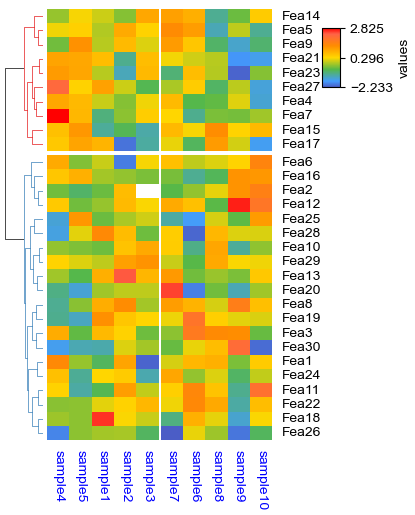 Fea14
Fea5
Fea9
Fea21
Fea23
Fea27
Fea4
Fea7
Fea15
Fea17
Fea6
Fea16
Fea2
Fea12
Fea25
Fea28
Fea10
Fea29
Fea13
Fea20
Fea8
Fea19
Fea3
Fea30
Fea1
Fea24
Fea11
Fea22
Fea18
Fea26
2.825
0.296
−2.233
values
sample4
sample5
sample1
sample2
sample3
sample7
sample6
sample8
sample9
sample10